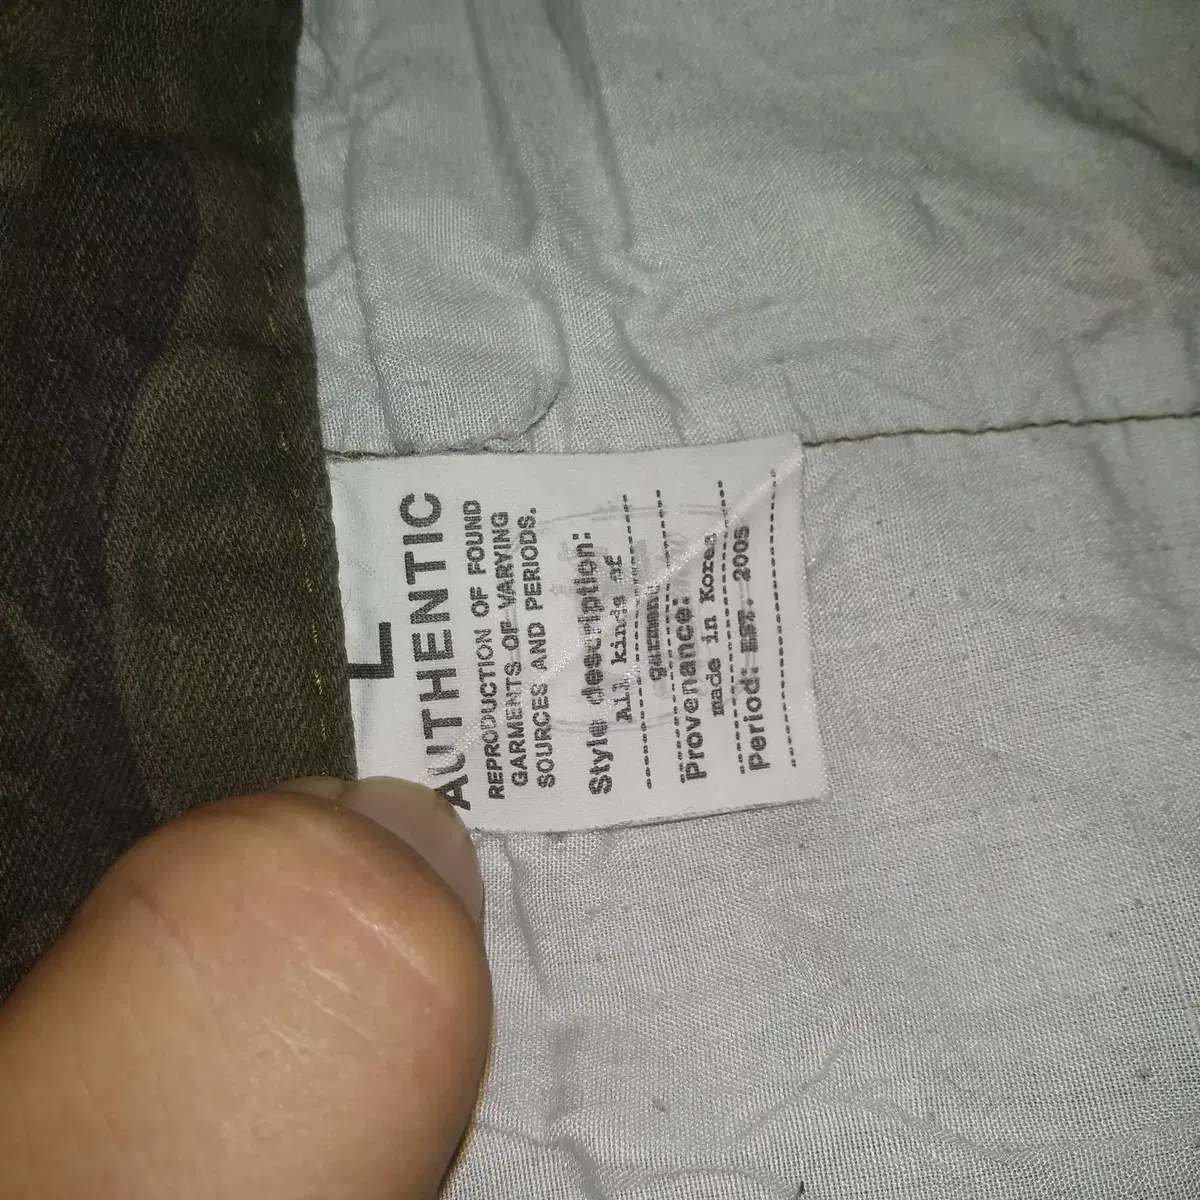 L
AUTHENTIC
REPRODUCTION OF FOUND
GARMENTS OF VARYING
SOURCES AND PERIODS.
Style description:
All kinds of
garment
Provenance:
made in Korea
Period: EST. 2005